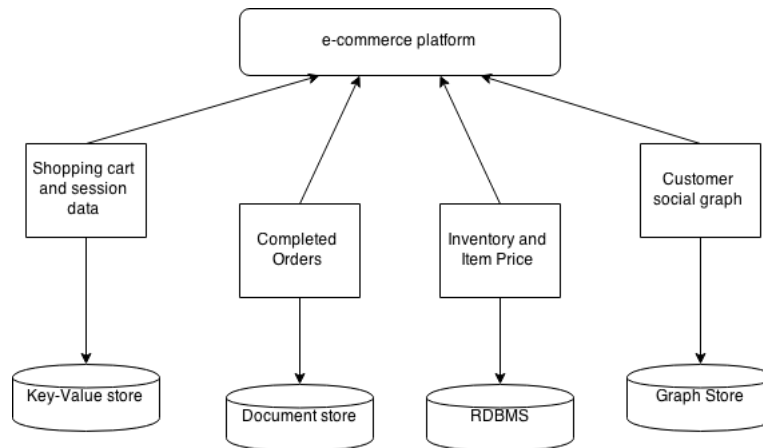 e-commerce platform
Shopping cart
and session
data
Completed
Orders
Inventory and
Item Price
Customer
social graph
Key-Value store
Document store
RDBMS
Graph Store